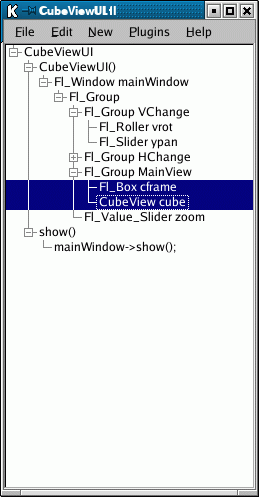 CubeViewUI.fl
File Edit New Plugins Help
CubeViewUI
CubeViewUI()
Fl_Window mainWindow
Fl_Group
Fl_Group VChange
Fl_Roller vrot
Fl_Slider ypan
Fl_Group HChange
Fl_Group MainView
Fl_Box cframe
CubeView cube
Fl_Value_Slider zoom
show()
mainWindow->show();